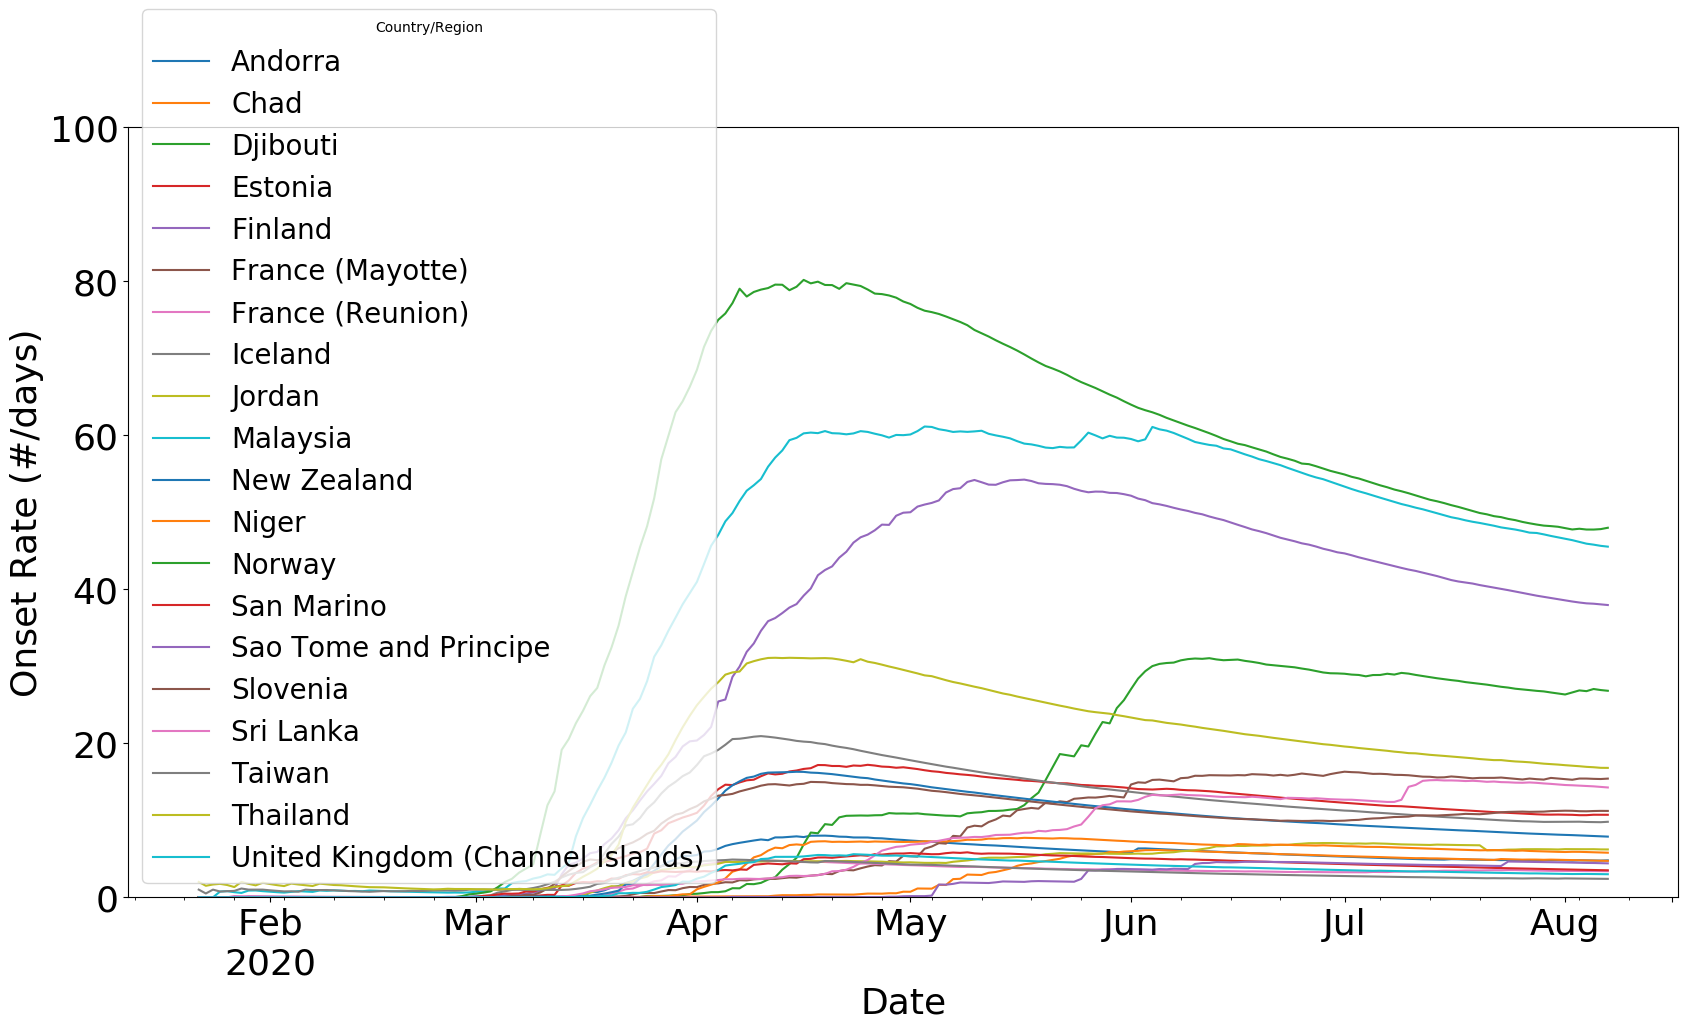 Country/Region
Andorra
Chad
Djibouti
Estonia
Finland
France (Mayotte)
France (Reunion)
Iceland
Jordan
Malaysia
New Zealand
Niger
Norway
San Marino
Sao Tome and Principe
Slovenia
Sri Lanka
Taiwan
Thailand
United Kingdom (Channel Islands)
Onset Rate (#/days)
100
80
60
40
20
0
Feb Mar Apr May Jun Jul Aug
2020
Date